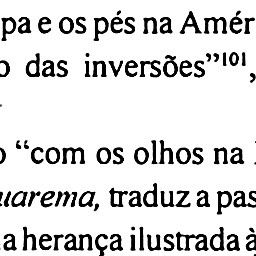 pa e os pés na Amér
o das inversões”¹⁰¹,
o “com os olhos na
uarema, traduz a pas
a herança ilustrada à